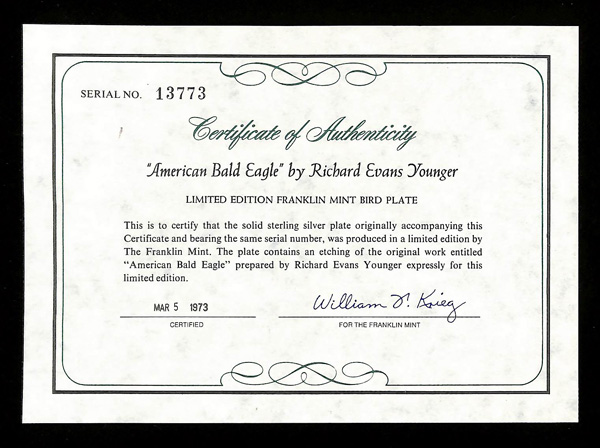 SERIAL NO. 13773
Certificate of Authenticity
"American Bald Eagle" by Richard Evans Younger
LIMITED EDITION FRANKLIN MINT BIRD PLATE
This is to certify that the solid sterling silver plate originally accompanying this
Certificate and bearing the same serial number, was produced in a limited edition by
The Franklin Mint. The plate contains an etching of the original work entitled
"American Bald Eagle" prepared by Richard Evans Younger expressly for this
limited edition.
MAR 5 1973 William T. Krieg
CERTIFIED FOR THE FRANKLIN MINT